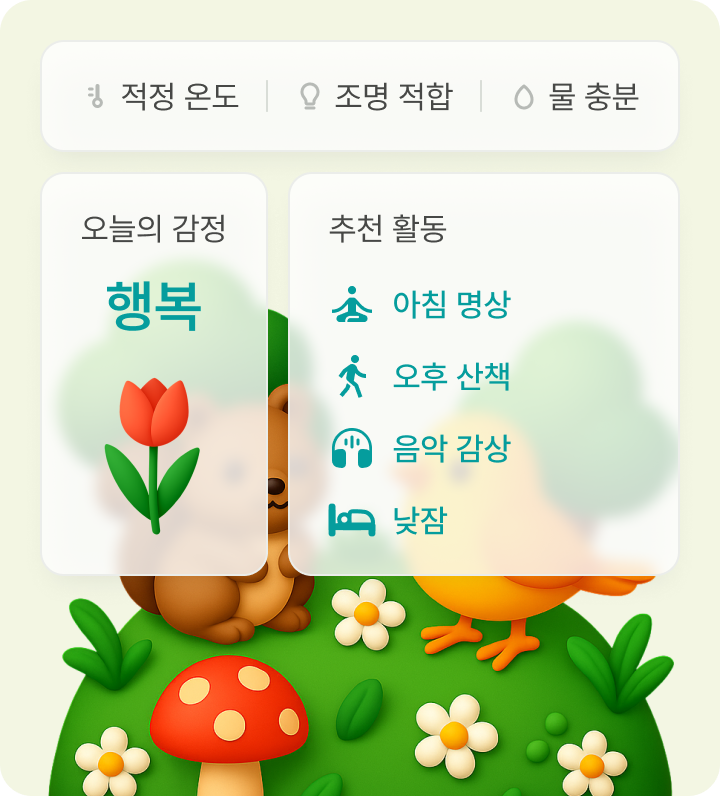 적정 온도 조명 적합 물 충분
오늘의 감정
행복
추천 활동
아침 명상
오후 산책
음악 감상
낮잠